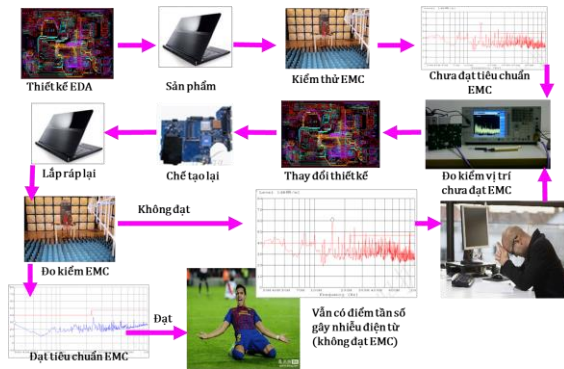 Thiết kế EDA
Sản phẩm
Kiểm thử EMC
Chưa đạt tiêu chuẩn
EMC
Lắp ráp lại
Chế tạo lại
Thay đổi thiết kế
Đo kiểm vị trí
chưa đạt EMC
Không đạt
Đo kiểm EMC
Đạt
Vẫn có điểm tần số
gây nhiễu điện từ
(không đạt EMC)
Đạt tiêu chuẩn EMC